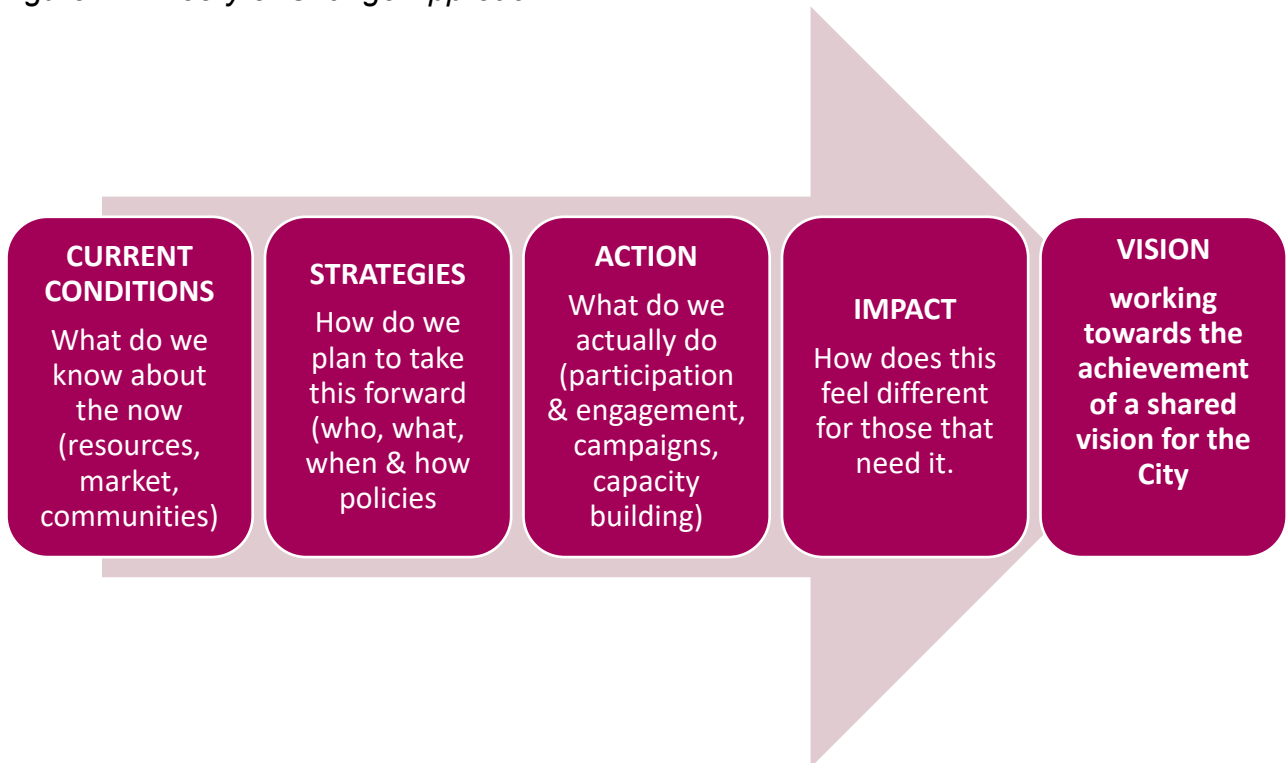 CURRENT
CONDITIONS
What do we
know about
the now
(resources,
market,
communities)
STRATEGIES
How do we
plan to take
this forward
(who, what,
when & how
policies
ACTION
What do we
actually do
(participation
& engagement,
campaigns,
capacity
building)
IMPACT
How does this
feel different
for those that
need it.
VISION
working
towards the
achievement
of a shared
vision for the
City